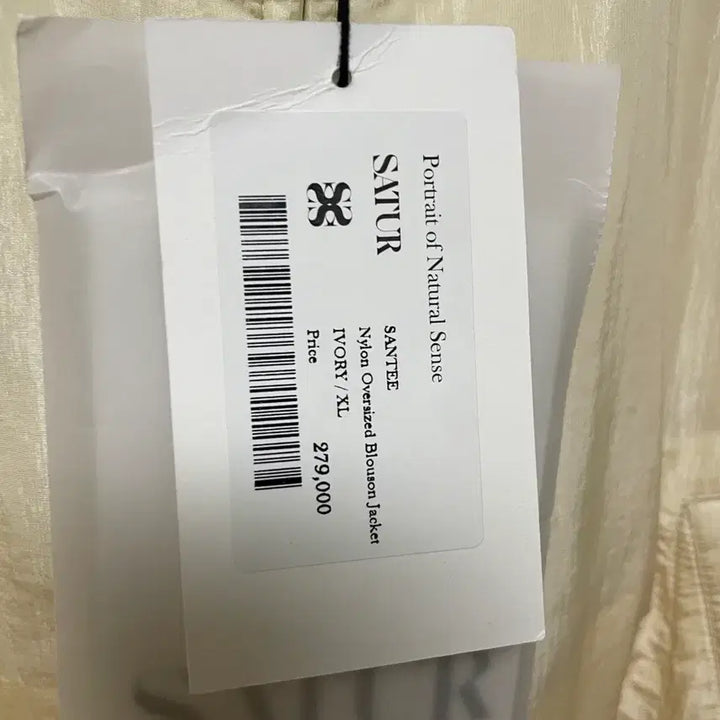 Portrait of Natural Sense
SATUR
SANTEE
Nylon Oversized Blouson Jacket
IVORY / XL
Price 279,000